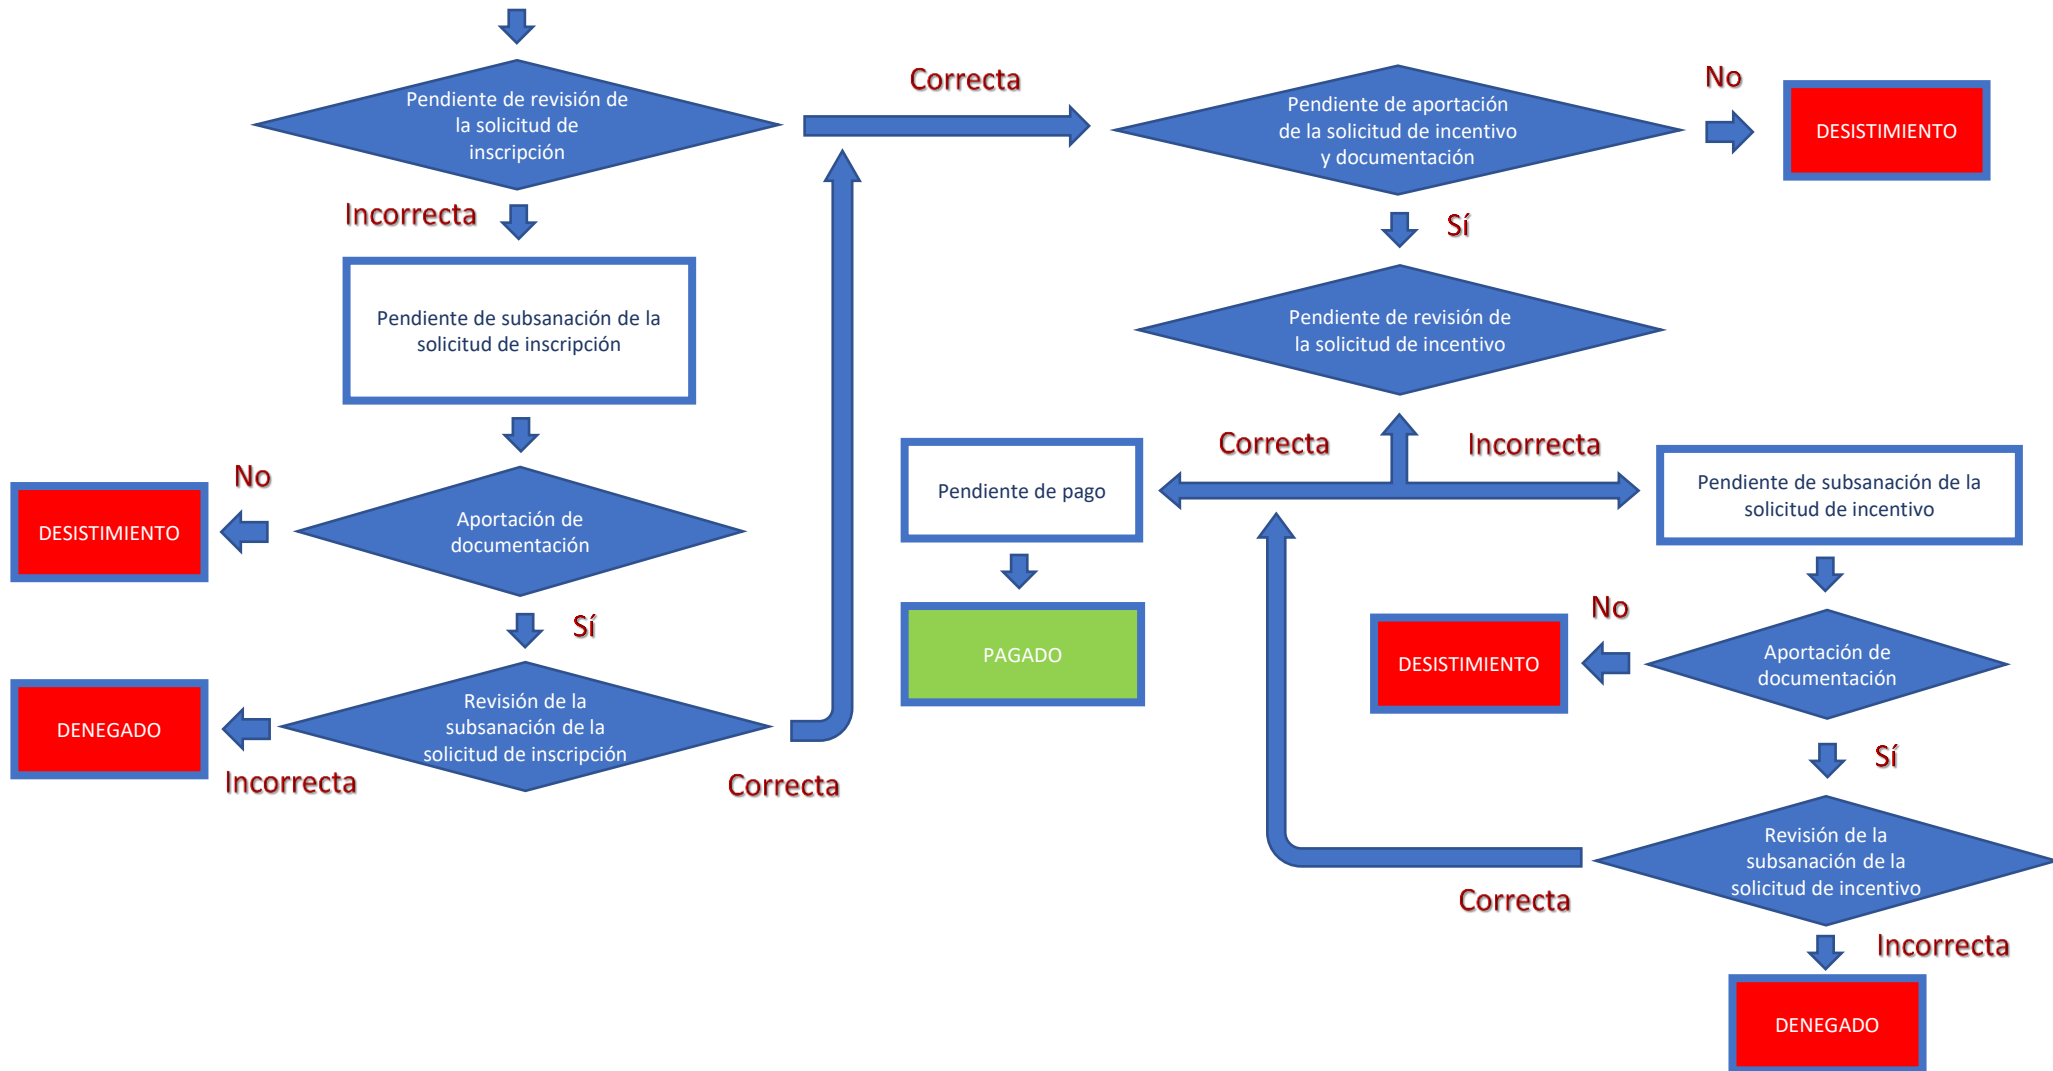 Pendiente de revisión de
la solicitud de
inscripción
Correcta
Pendiente de aportación
de la solicitud de incentivo
y documentación
No
DESISTIMIENTO
Incorrecta
Sí
Pendiente de subsanación de la
solicitud de inscripción
Pendiente de revisión de
la solicitud de incentivo
Correcta
Incorrecta
Pendiente de pago
Pendiente de subsanación de la
solicitud de incentivo
No
DESISTIMIENTO
Aportación de
documentación
Sí
PAGADO
No
DESISTIMIENTO
Aportación de
documentación
DENEGADO
Revisión de la
subsanación de la
solicitud de inscripción
Incorrecta
Correcta
Sí
Revisión de la
subsanación de la
solicitud de incentivo
Correcta
Incorrecta
DENEGADO